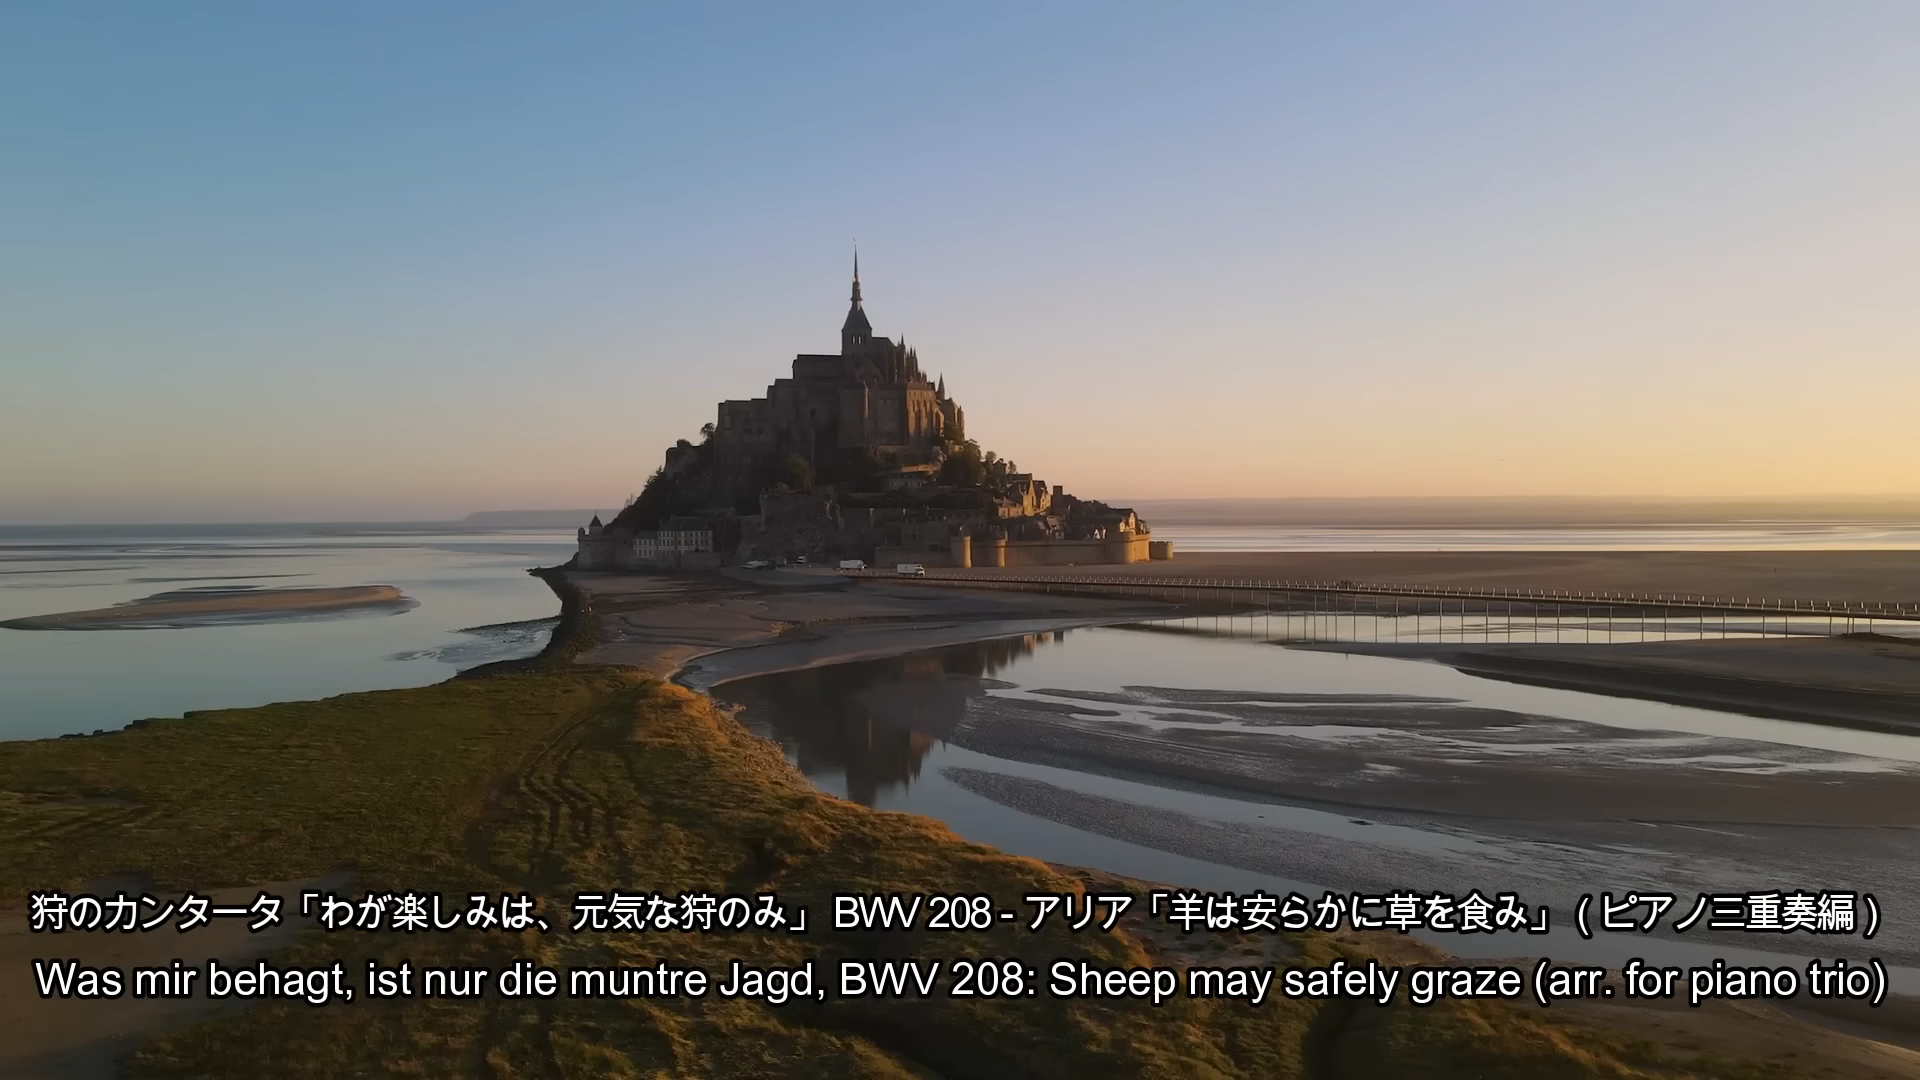 狩のカンタータ「わが楽しみは、元気な狩のみ」 BWV 208 - アリア「羊は安らかに草を食み」 ( ピアノ三重奏編 )
Was mir behagt, ist nur die muntre Jagd, BWV 208: Sheep may safely graze (arr. for piano trio)